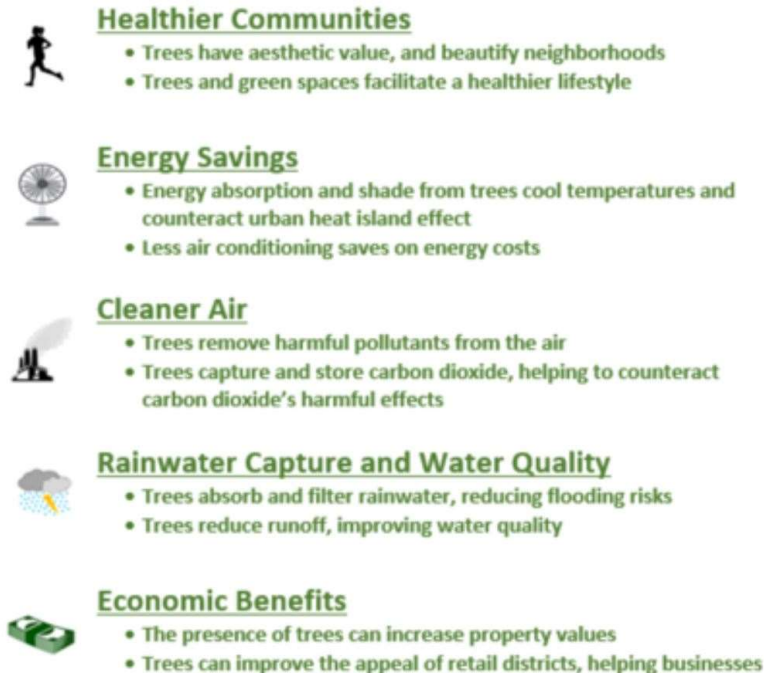 Healthier Communities
• Trees have aesthetic value, and beautify neighborhoods
• Trees and green spaces facilitate a healthier lifestyle
Energy Savings
• Energy absorption and shade from trees cool temperatures and
counteract urban heat island effect
• Less air conditioning saves on energy costs
Cleaner Air
• Trees remove harmful pollutants from the air
• Trees capture and store carbon dioxide, helping to counteract
carbon dioxide's harmful effects
Rainwater Capture and Water Quality
• Trees absorb and filter rainwater, reducing flooding risks
• Trees reduce runoff, improving water quality
Economic Benefits
• The presence of trees can increase property values
• Trees can improve the appeal of retail districts, helping businesses